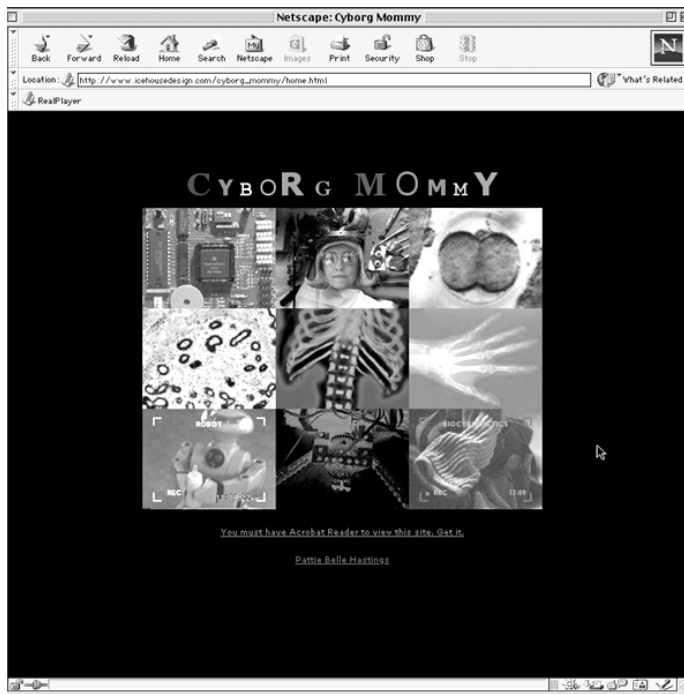 Netscape: Cyborg Mommy
Back Forward Reload Home Search Netscape Images Print Security Shop Stop
N
Location: http://www.icehousedesign.com/cyborg_mommy/home.html What's Related
RealPlayer
CYBORG MOMMY
ROBOT
REC
REC 12:00
You must have Acrobat Reader to view this site. Get it.
Pattie Belle Hastings